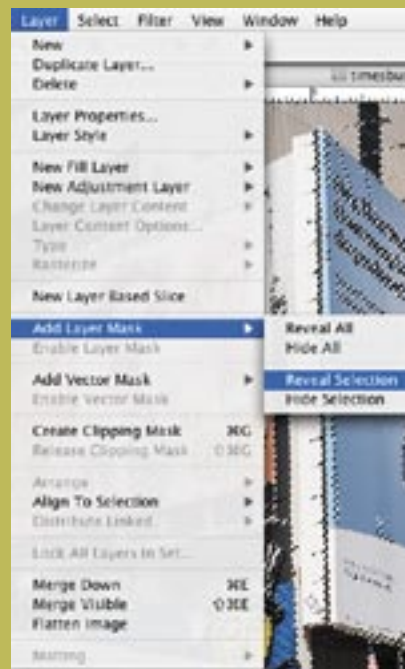 Layer Select Filter View Window Help
New
Duplicate Layer...
Delete
timesbu
Layer Properties...
Layer Style
New Fill Layer
New Adjustment Layer
Change Layer Content
Layer Content Options...
Type
Rasterize
New Layer Based Slice
Add Layer Mask
Enable Layer Mask
Add Vector Mask
Enable Vector Mask
Create Clipping Mask ⌘G
Release Clipping Mask ⇧⌘G
Arrange
Align To Selection
Distribute Linked
Lock All Layers In Set...
Merge Down ⌘E
Merge Visible ⇧⌘E
Flatten Image
Matting
Reveal All
Hide All
Reveal Selection
Hide Selection